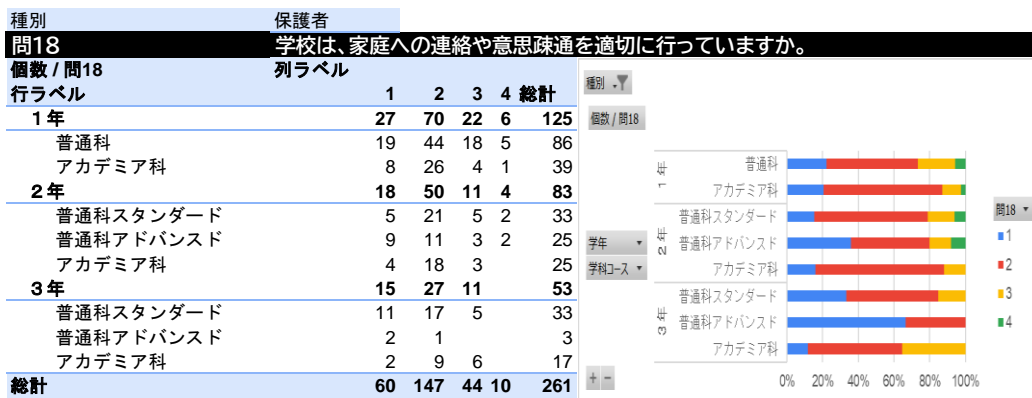 種別 保護者
問18 学校は、家庭への連絡や意思疎通を適切に行っていますか。
個数 / 問18 列ラベル
行ラベル 1 2 3 4 総計
1年 27 70 22 6 125
普通科 19 44 18 5 86
アカデミア科 8 26 4 1 39
2年 18 50 11 4 83
普通科スタンダード 5 21 5 2 33
普通科アドバンスド 9 11 3 2 25
アカデミア科 4 18 3 25
3年 15 27 11 53
普通科スタンダード 11 17 5 33
普通科アドバンスド 2 1 3
アカデミア科 2 9 6 17
総計 60 147 44 10 261
種別
個数 / 問18
学年
学科コース
1年
普通科
アカデミア科
2年
普通科スタンダード
普通科アドバンスド
アカデミア科
3年
普通科スタンダード
普通科アドバンスド
アカデミア科
0% 20% 40% 60% 80% 100%
問18
1
2
3
4
+ -